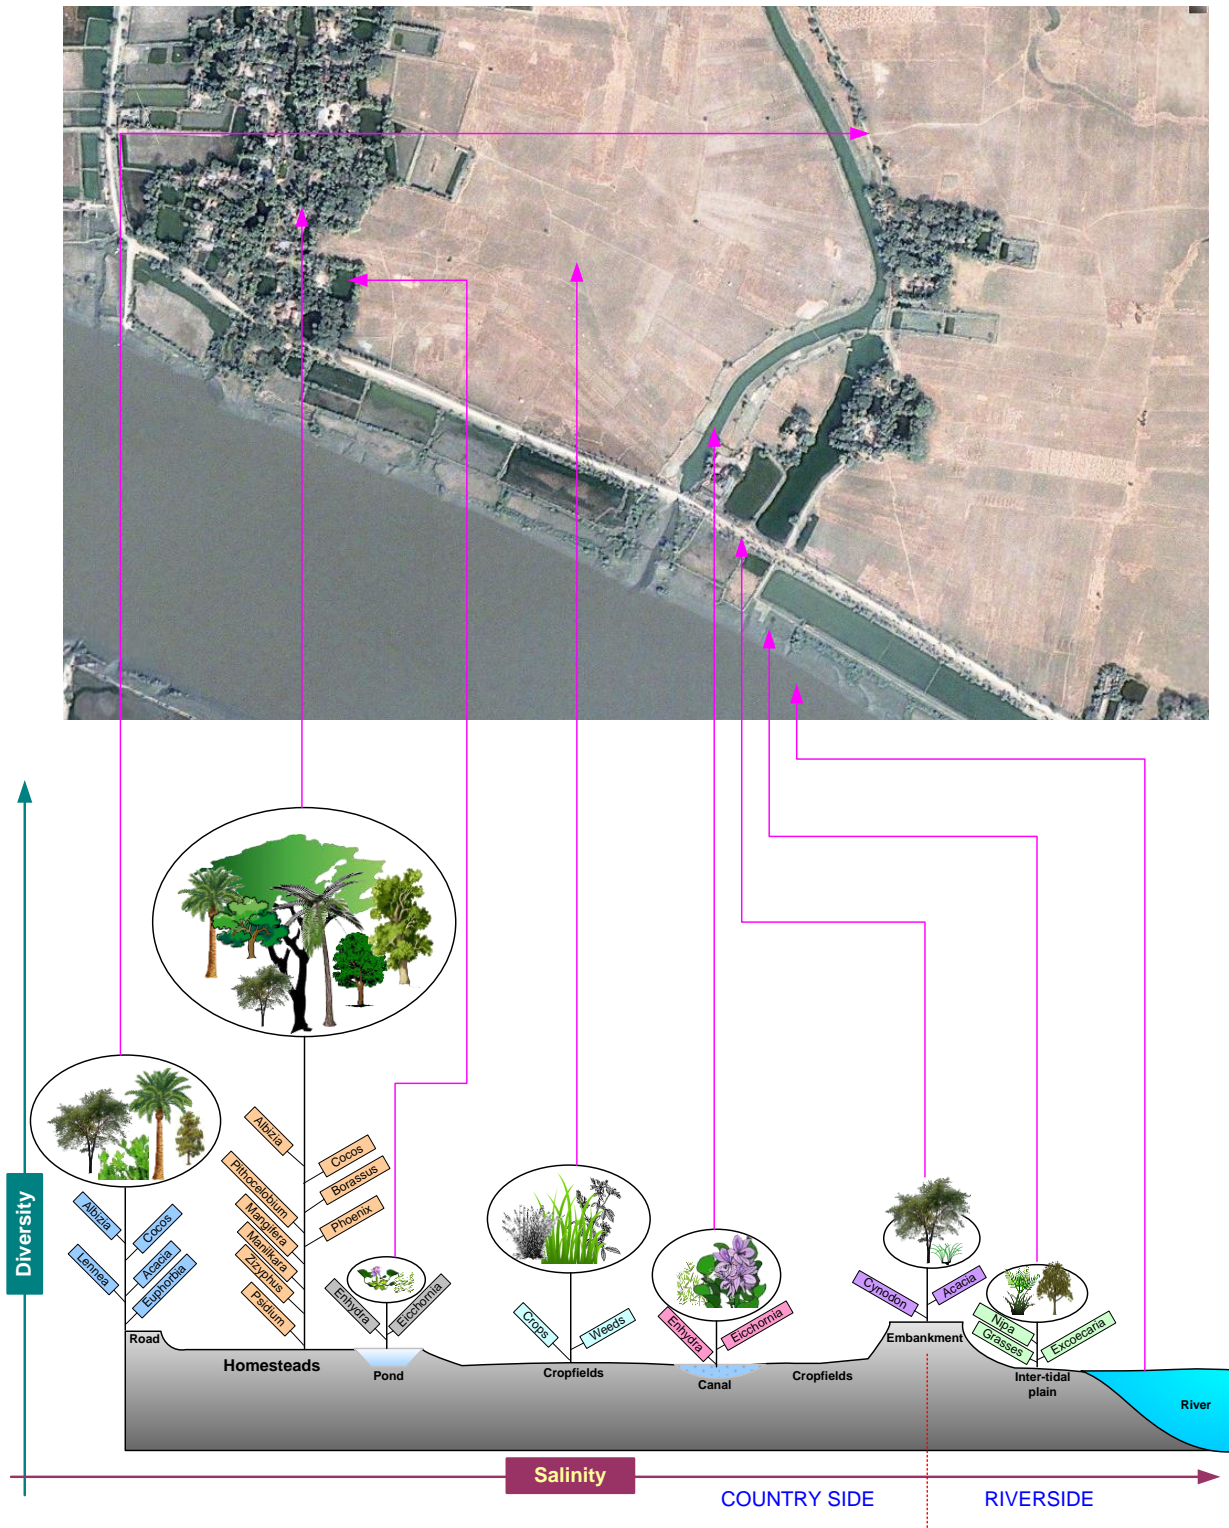 Diversity
Albizia
Lennea
Cocos
Acacia
Euphorbia
Albizia
Pithocelobium
Mangifera
Manilkara
Zizyphus
Psidium
Cocos
Borassus
Phoenix
Enhydra
Eicchornia
Crops
Weeds
Enhydra
Eicchornia
Cynodon
Acacia
Nipa
Grasses
Excoecaria
Road
Homesteads
Pond
Cropfields
Canal
Cropfields
Embankment
Inter-tidal
plain
River
Salinity
COUNTRY SIDE
RIVERSIDE